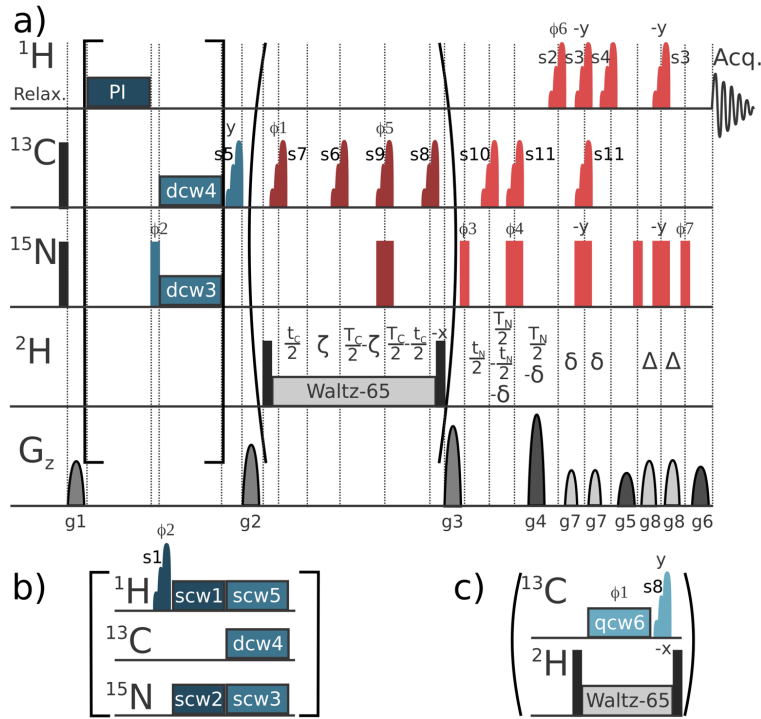 a)
ϕ6 -y -y
¹H s2 s3 s4 s3 Acq.
Relax. PI
y ϕ1 ϕ5
¹³C s5 s7 s6 s9 s8 s10 s11 s11
dcw4
ϕ2 ϕ3 ϕ4 -y -y ϕ7
¹⁵N
dcw3
²H t_C/2 ζ T_C/2-ζ T_C/2-t_C/2 -x t_N/2 T_N/2-t_N/2-δ T_N/2-δ δ δ Δ Δ
Waltz-65
G_z
g1 g2 g3 g4 g7 g7 g5 g8 g8 g6
b)
ϕ2
s1
¹H scw1 scw5
¹³C dcw4
¹⁵N scw2 scw3
c)
y
¹³C ϕ1 s8
qcw6
-x
²H
Waltz-65